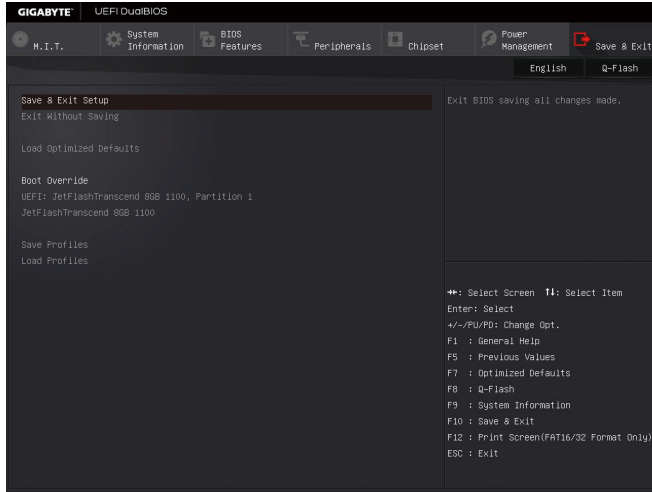 GIGABYTE™ UEFI DualBIOS
M.I.T. System Information BIOS Features Peripherals Chipset Power Management Save & Exit
English Q-Flash
Save & Exit Setup
Exit Without Saving
Load Optimized Defaults
Boot Override
UEFI: JetFlashTranscend 8GB 1100, Partition 1
JetFlashTranscend 8GB 1100
Save Profiles
Load Profiles
Exit BIOS saving all changes made.
→←: Select Screen ↑↓: Select Item
Enter: Select
+/-/PU/PD: Change Opt.
F1 : General Help
F5 : Previous Values
F7 : Optimized Defaults
F8 : Q-Flash
F9 : System Information
F10 : Save & Exit
F12 : Print Screen(FAT16/32 Format Only)
ESC : Exit